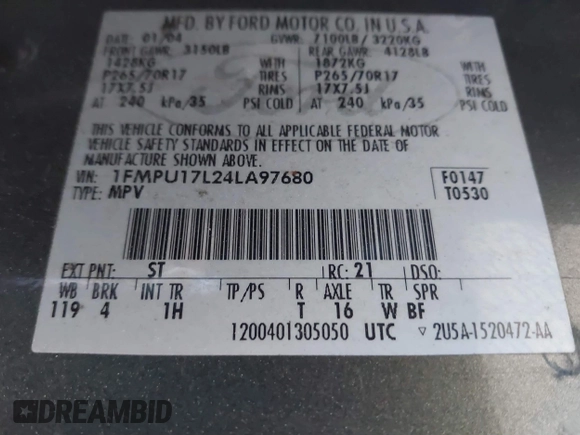 MFD. BY FORD MOTOR CO. IN U.S.A.
DATE: 01/04 GVWR: 7100LB/ 3220KG
FRONT GAWR: 3150LB REAR GAWR: 4128LB
1428KG WITH 1872KG WITH
P265/70R17 TIRES P265/70R17 TIRES
17X7.5J RIMS 17X7.5J RIMS
AT 240 kPa/35 PSI COLD AT 240 kPa/35 PSI COLD
Ford
THIS VEHICLE CONFORMS TO ALL APPLICABLE FEDERAL MOTOR
VEHICLE SAFETY STANDARDS IN EFFECT ON THE DATE OF
MANUFACTURE SHOWN ABOVE.
VIN: 1FMPU17L24LA97680 F0147
TYPE: MPV T0530
EXT PNT: ST RC: 21 DSO:
WB BRK INT TR TP/PS R AXLE TR SPR
119 4 1H T 16 W BF
1200401305050 UTC ▽ 2U5A-1520472-AA
DREAMBID